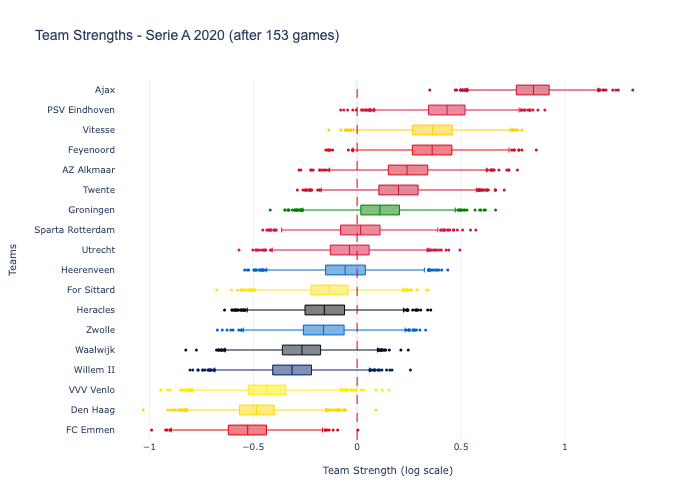 Team Strengths - Serie A 2020 (after 153 games)
Ajax
PSV Eindhoven
Vitesse
Feyenoord
AZ Alkmaar
Twente
Groningen
Sparta Rotterdam
Utrecht
Heerenveen
For Sittard
Heracles
Zwolle
Waalwijk
Willem II
VVV Venlo
Den Haag
FC Emmen
Teams
−1 −0.5 0 0.5 1
Team Strength (log scale)